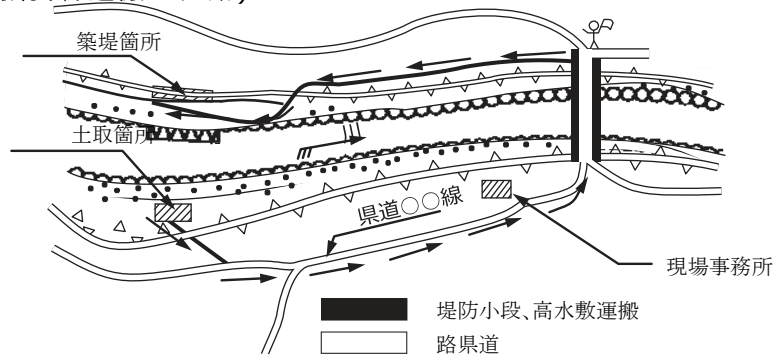 築堤箇所
土取箇所
県道○○線
現場事務所
堤防小段、高水敷運搬
路県道